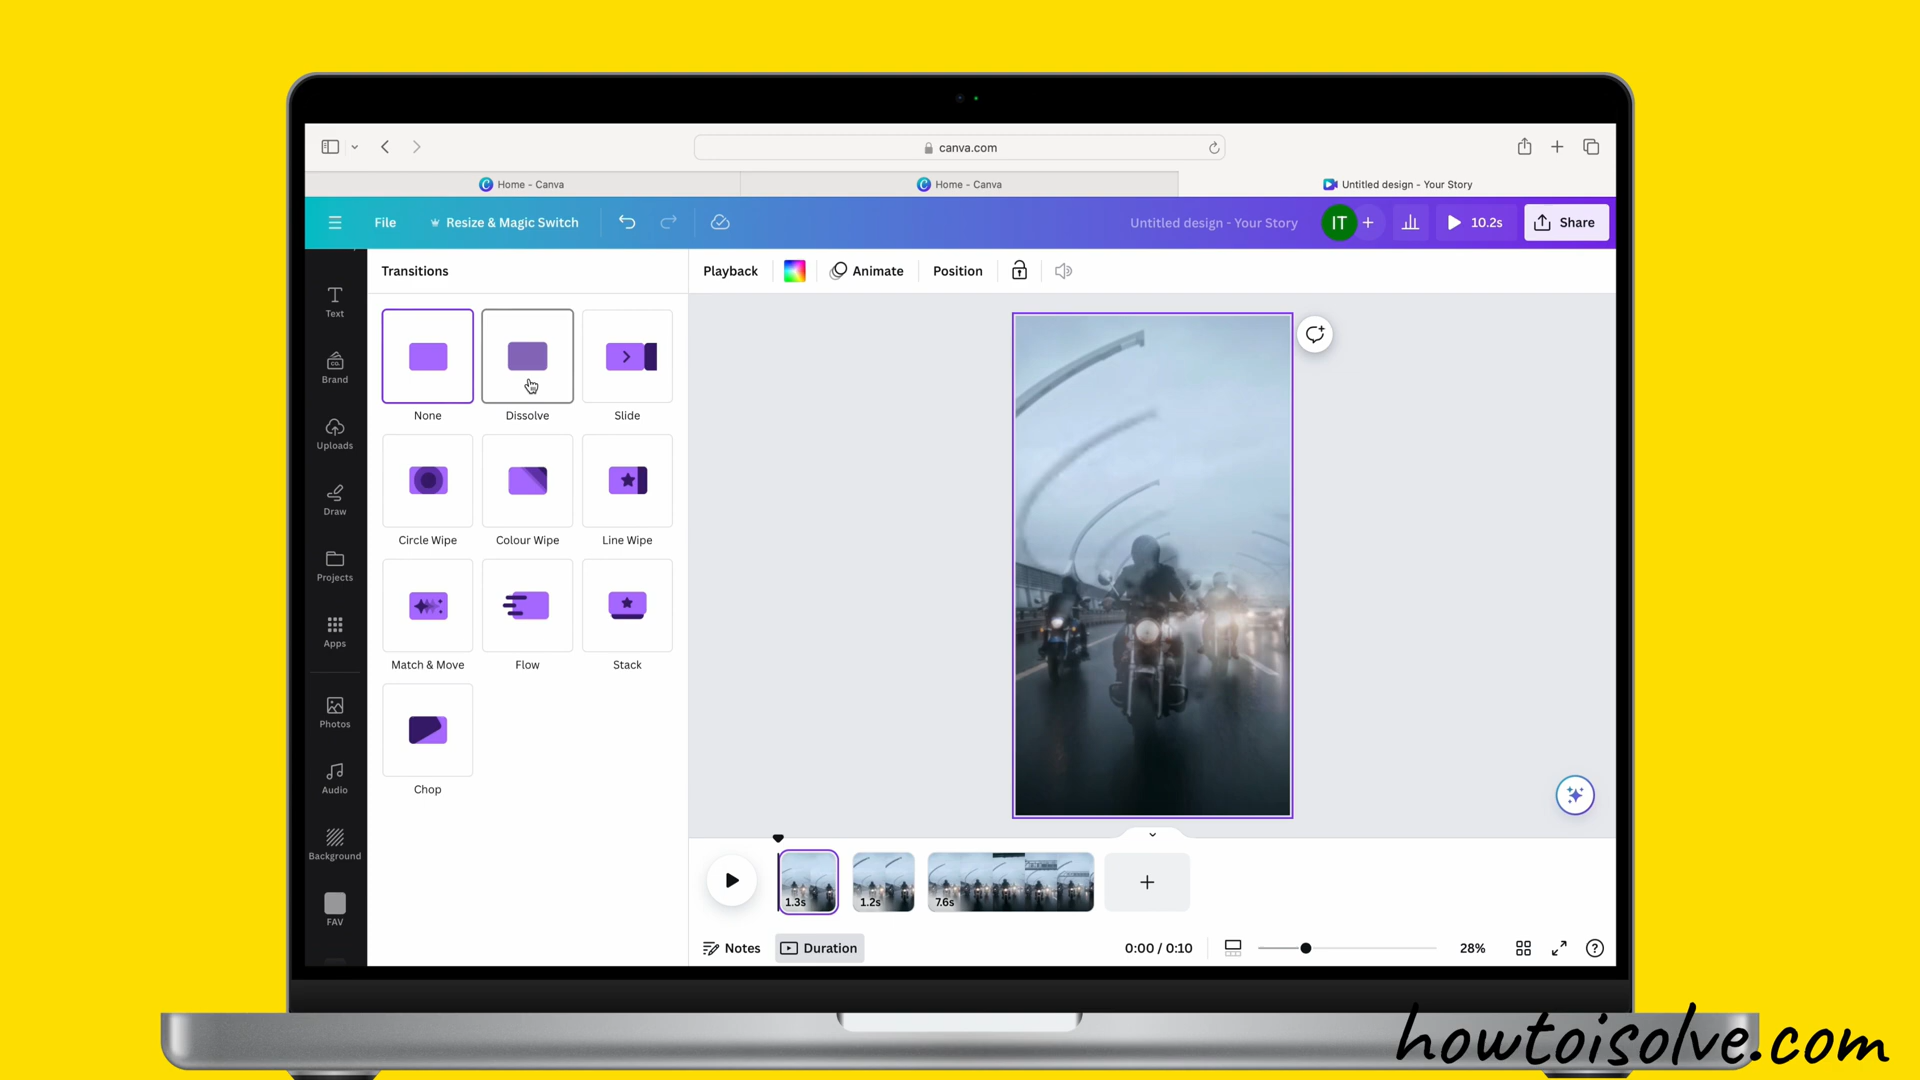 canva.com
Home - Canva
Home - Canva
Untitled design - Your Story
File
Resize & Magic Switch
Untitled design - Your Story
IT
10.2s
Share
Text
CO.
Brand
Uploads
Draw
Projects
Apps
Photos
Audio
Background
FAV
Transitions
None
Dissolve
Slide
Circle Wipe
Colour Wipe
Line Wipe
Match & Move
Flow
Stack
Chop
Playback
Animate
Position
1.3s
1.2s
7.6s
Notes
Duration
0:00 / 0:10
28%
howtoisolve.com